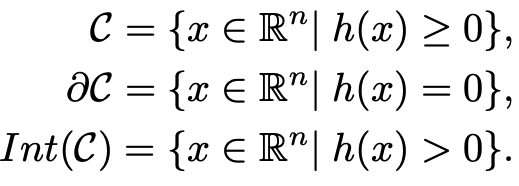 𝒞 = {x ∈ ℝⁿ| h(x) ≥ 0},
∂𝒞 = {x ∈ ℝⁿ| h(x) = 0},
Int(𝒞) = {x ∈ ℝⁿ| h(x) > 0}.